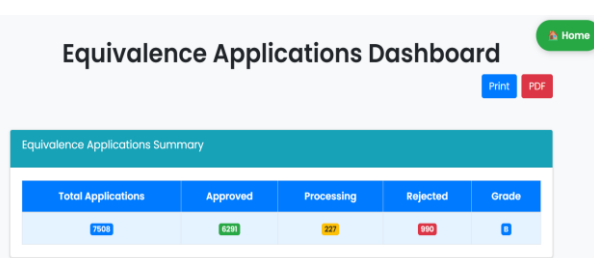 Home
Equivalence Applications Dashboard
Print PDF
Equivalence Applications Summary
Total Applications Approved Processing Rejected Grade
7508 6291 227 990 B